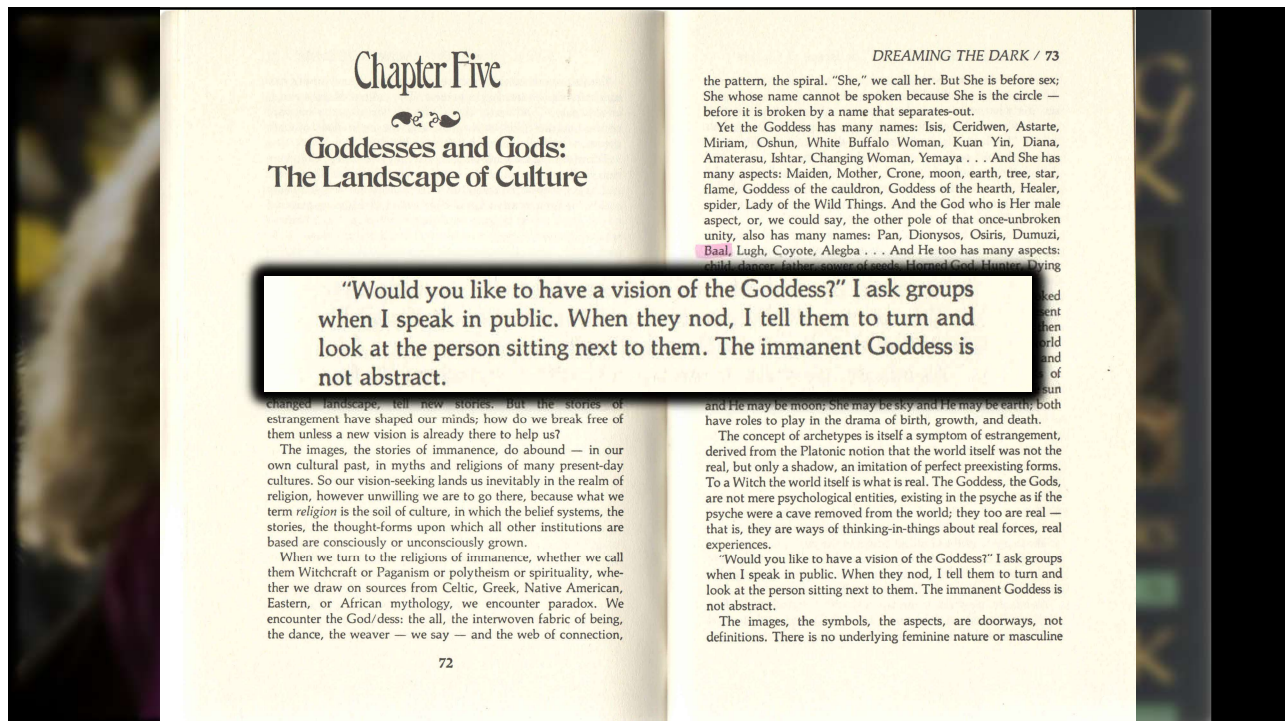 Chapter Five
Goddesses and Gods:
The Landscape of Culture
changed landscape, tell new stories. But the stories of
estrangement have shaped our minds; how do we break free of
them unless a new vision is already there to help us?
The images, the stories of immanence, do abound — in our
own cultural past, in myths and religions of many present-day
cultures. So our vision-seeking lands us inevitably in the realm of
religion, however unwilling we are to go there, because what we
term religion is the soil of culture, in which the belief systems, the
stories, the thought-forms upon which all other institutions are
based are consciously or unconsciously grown.
When we turn to the religions of immanence, whether we call
them Witchcraft or Paganism or polytheism or spirituality, whe-
ther we draw on sources from Celtic, Greek, Native American,
Eastern, or African mythology, we encounter paradox. We
encounter the God/dess: the all, the interwoven fabric of being,
the dance, the weaver — we say — and the web of connection,
72
DREAMING THE DARK / 73
the pattern, the spiral. "She," we call her. But She is before sex;
She whose name cannot be spoken because She is the circle —
before it is broken by a name that separates-out.
Yet the Goddess has many names: Isis, Ceridwen, Astarte,
Miriam, Oshun, White Buffalo Woman, Kuan Yin, Diana,
Amaterasu, Ishtar, Changing Woman, Yemaya . . . And She has
many aspects: Maiden, Mother, Crone, moon, earth, tree, star,
flame, Goddess of the cauldron, Goddess of the hearth, Healer,
spider, Lady of the Wild Things. And the God who is Her male
aspect, or, we could say, the other pole of that once-unbroken
unity, also has many names: Pan, Dionysos, Osiris, Dumuzi,
Baal, Lugh, Coyote, Alegba . . . And He too has many aspects:
child, dancer, father, sower of seeds, Horned God, Hunter, Dying
"Would you like to have a vision of the Goddess?" I ask groups
when I speak in public. When they nod, I tell them to turn and
look at the person sitting next to them. The immanent Goddess is
not abstract.
and
of
sun
and He may be moon; She may be sky and He may be earth; both
have roles to play in the drama of birth, growth, and death.
The concept of archetypes is itself a symptom of estrangement,
derived from the Platonic notion that the world itself was not the
real, but only a shadow, an imitation of perfect preexisting forms.
To a Witch the world itself is what is real. The Goddess, the Gods,
are not mere psychological entities, existing in the psyche as if the
psyche were a cave removed from the world; they too are real —
that is, they are ways of thinking-in-things about real forces, real
experiences.
"Would you like to have a vision of the Goddess?" I ask groups
when I speak in public. When they nod, I tell them to turn and
look at the person sitting next to them. The immanent Goddess is
not abstract.
The images, the symbols, the aspects, are doorways, not
definitions. There is no underlying feminine nature or masculine